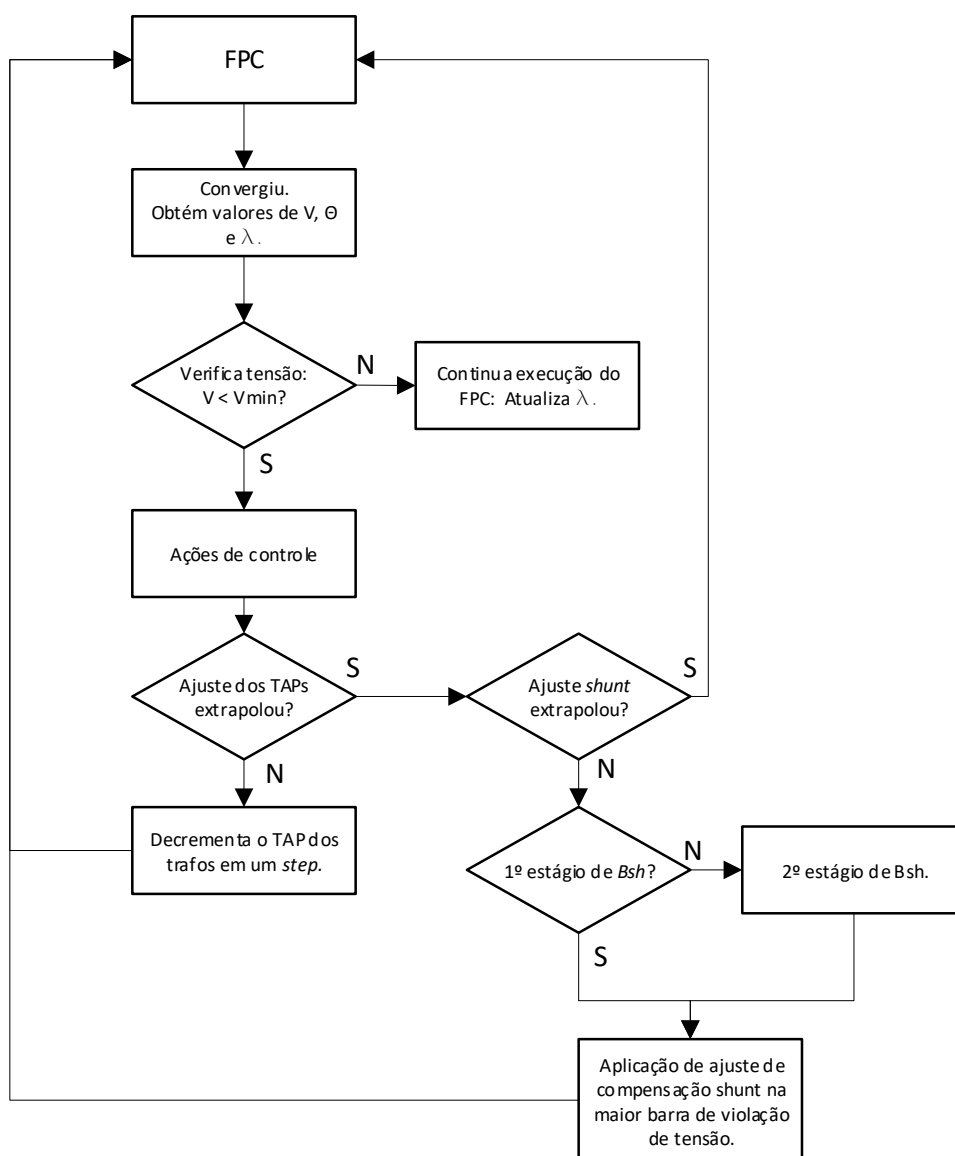 FPC
Convergiu.
Obtém valores de V, Θ
e λ.
Verifica tensão:
V < Vmin?
N
Continua execução do
FPC: Atualiza λ.
S
Ações de controle
Ajuste dos TAPs
extrapolou?
S
Ajuste shunt
extrapolou?
S
N
N
Decrementa o TAP dos
trafos em um step.
1º estágio de Bsh?
N
2º estágio de Bsh.
S
Aplicação de ajuste de
compensação shunt na
maior barra de violação
de tensão.